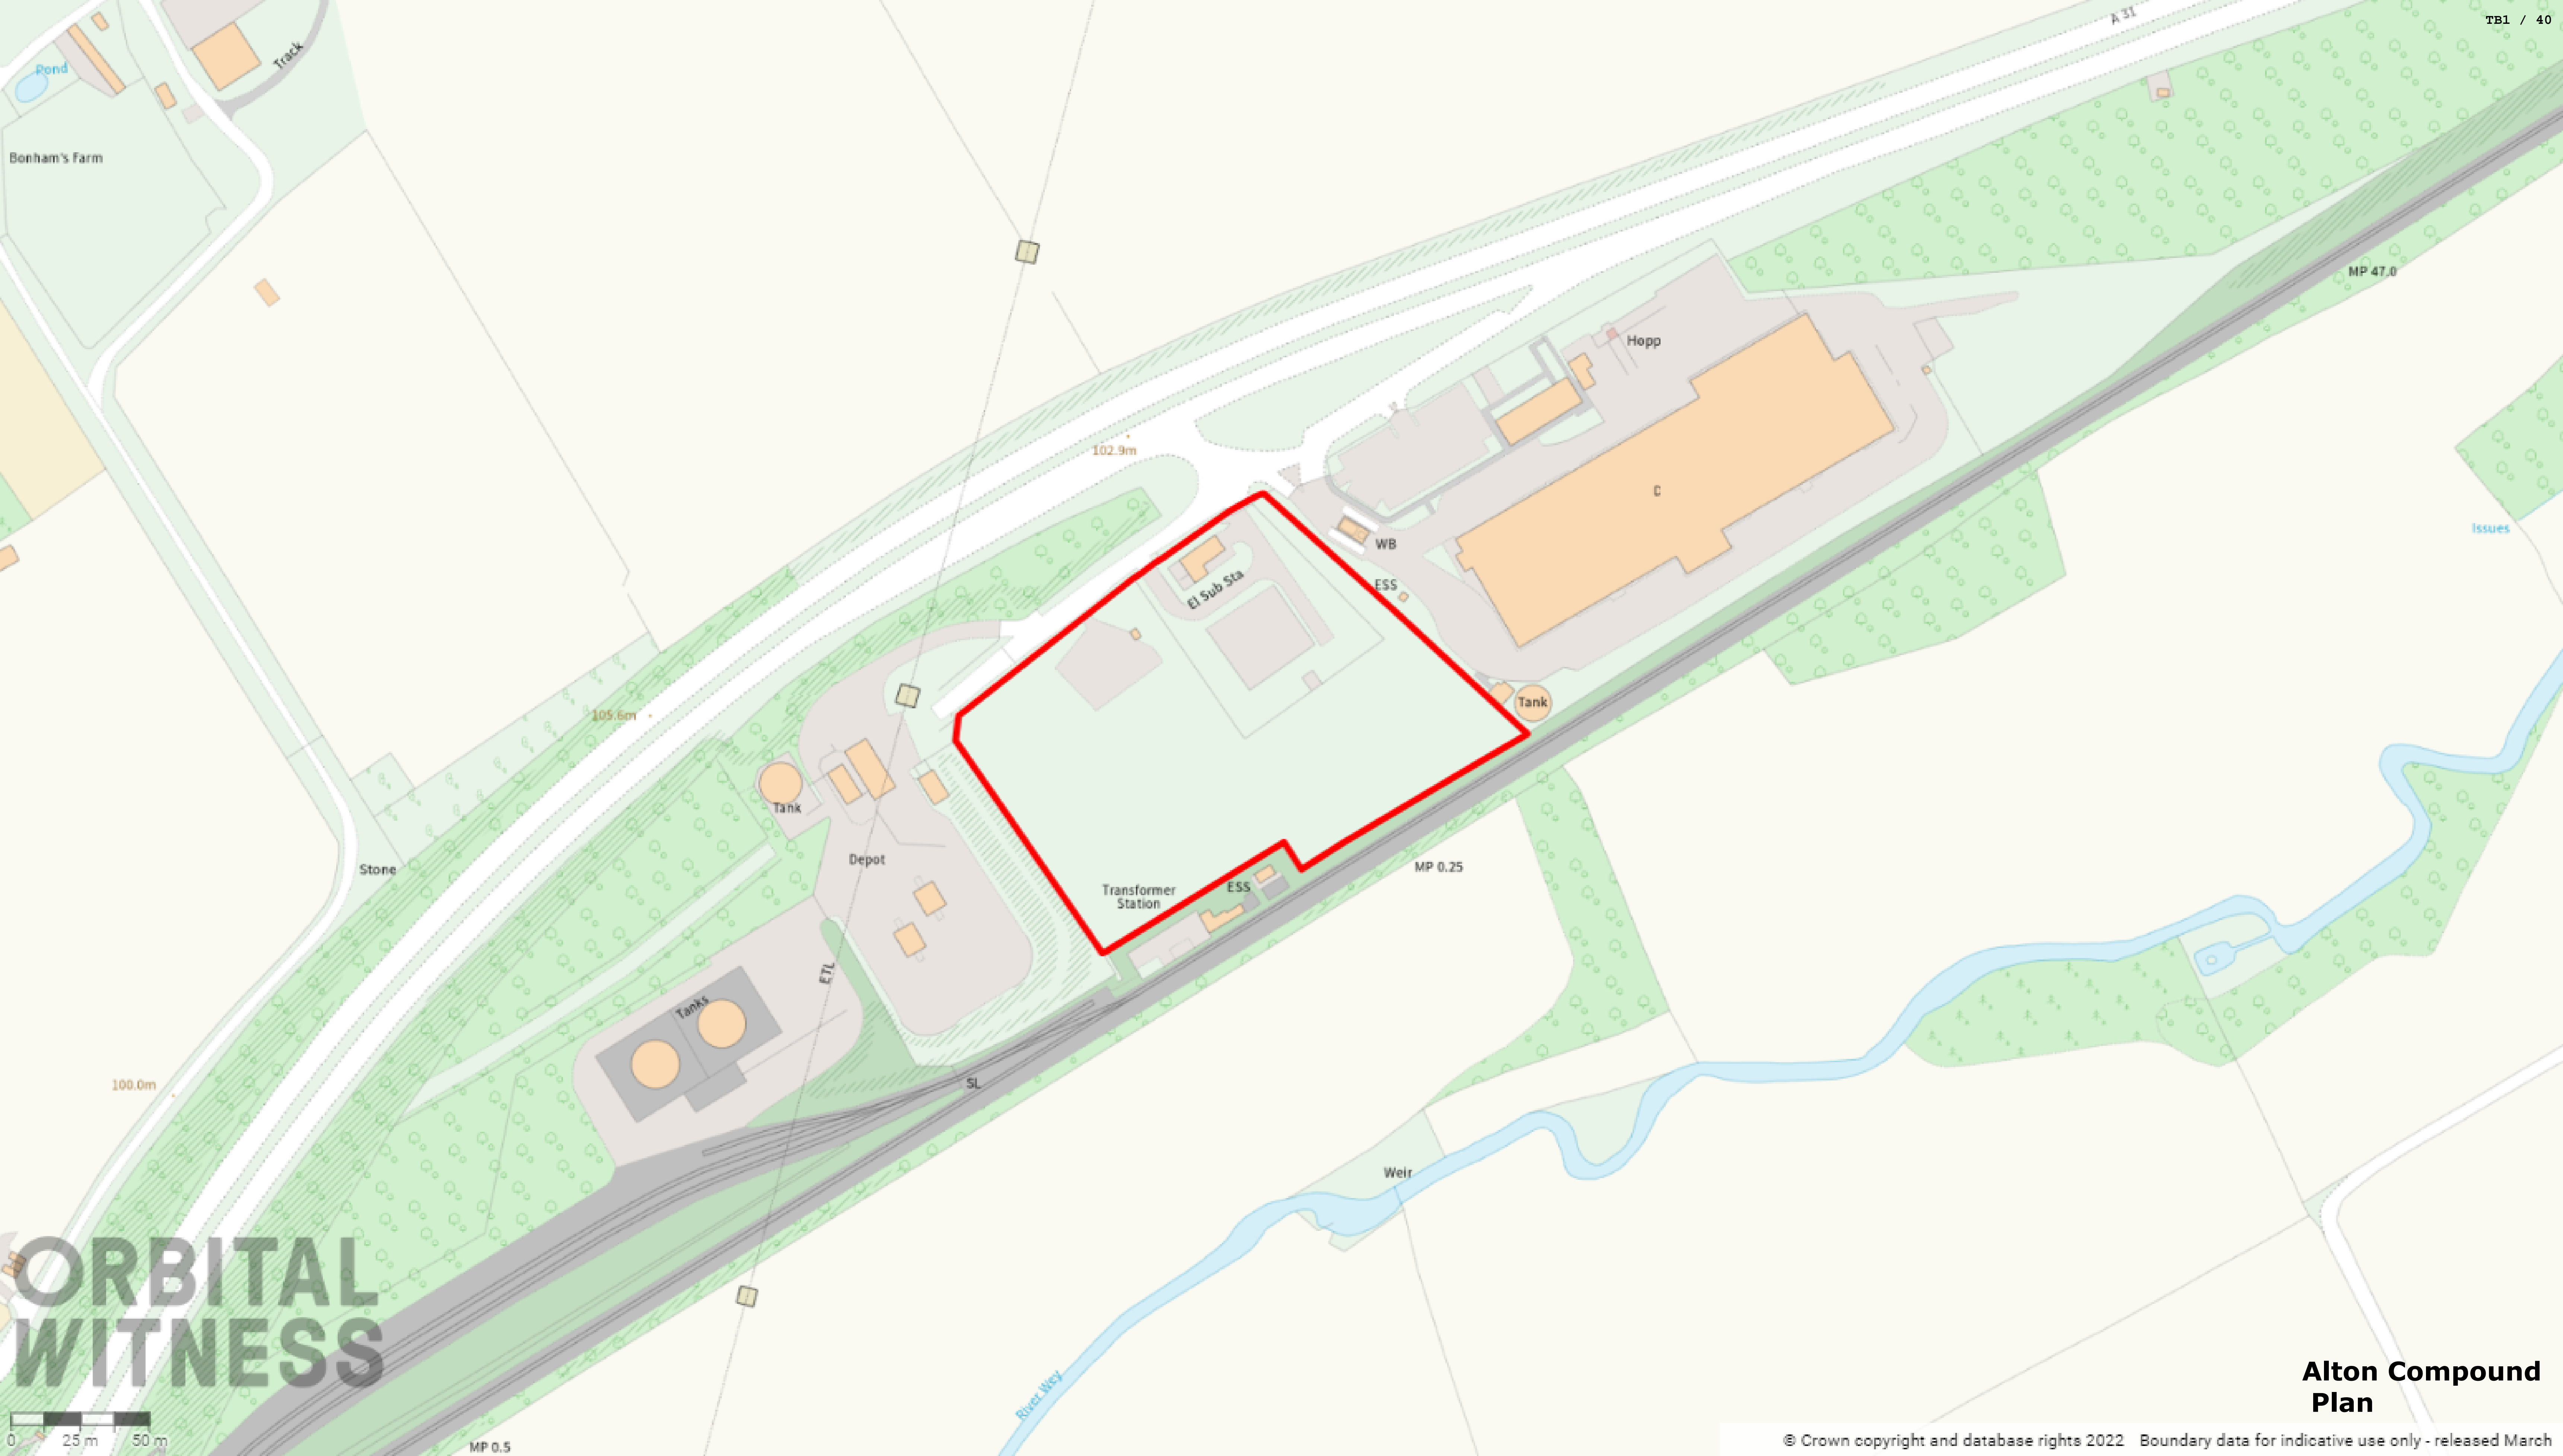 A 31
TB1 / 40
Track
Pond
Bonham's Farm
MP 47.0
Hopp
102.9m
C
Issues
WB
ESS
El Sub Sta
Tank
105.6m
Tank
Depot
Stone
MP 0.25
ESS
Transformer
Station
ETL
Tanks
SL
100.0m
Weir
River Wey
ORBITAL
WITNESS
Alton Compound
Plan
0 25 m 50 m
MP 0.5
© Crown copyright and database rights 2022 Boundary data for indicative use only - released March